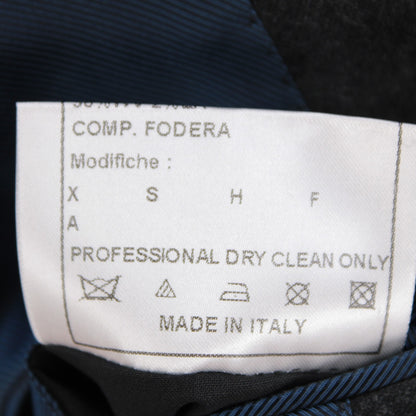 COMP. FODERA
Modifiche :
X S H F
A
PROFESSIONAL DRY CLEAN ONLY
MADE IN ITALY